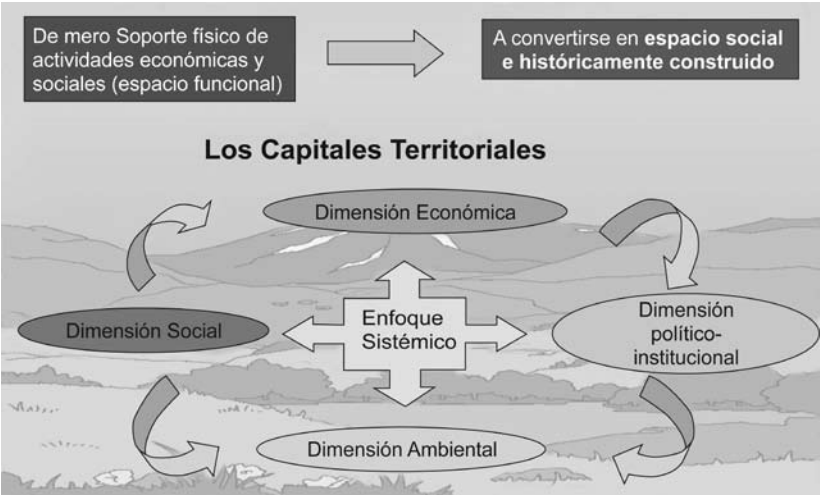 De mero Soporte físico de
actividades económicas y
sociales (espacio funcional)
A convertirse en espacio social
e históricamente construido
Los Capitales Territoriales
Dimensión Económica
Dimensión Social
Enfoque
Sistémico
Dimensión
político-
institucional
Dimensión Ambiental